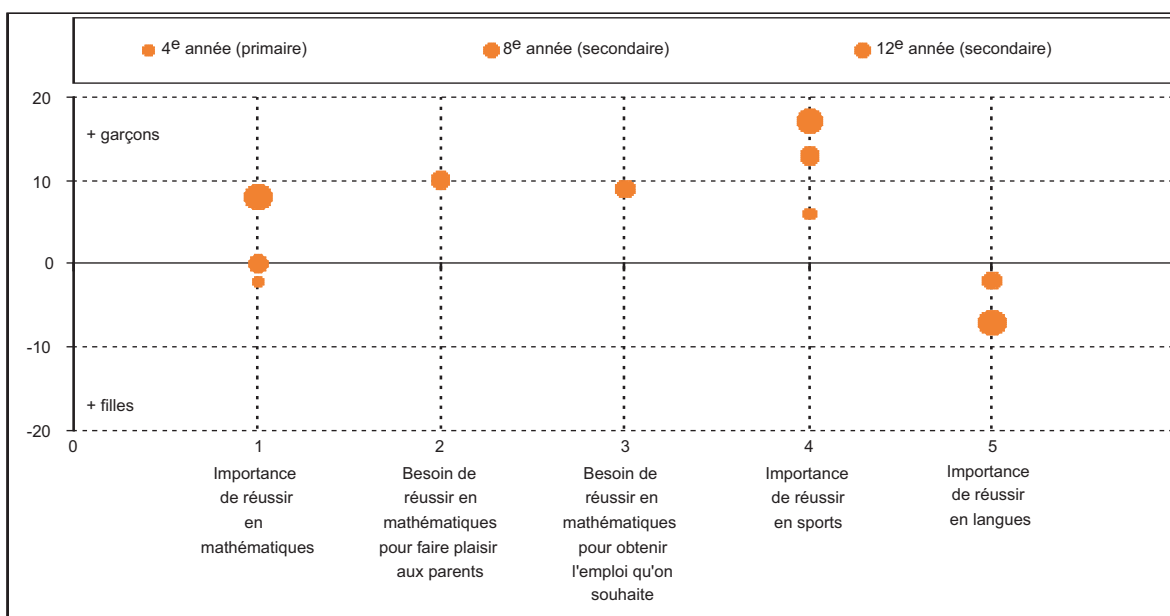 4e année (primaire) 8e année (secondaire) 12e année (secondaire)
20
+ garçons
10
0
-10
+ filles
-20
0 1 2 3 4 5
Importance
de réussir
en
mathématiques
Besoin de
réussir en
mathématiques
pour faire plaisir
aux parents
Besoin de
réussir en
mathématiques
pour obtenir
l'emploi qu'on
souhaite
Importance
de réussir
en sports
Importance
de réussir
en langues